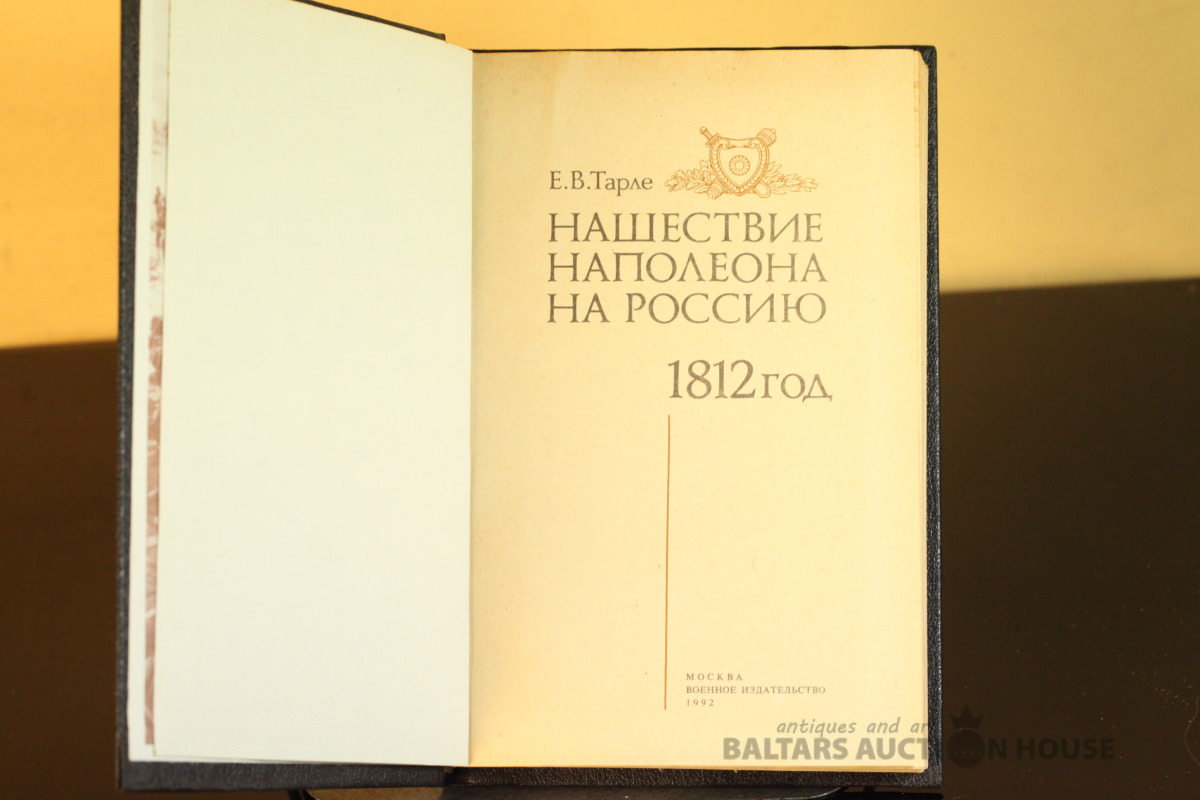 Е.В.Тарле
НАШЕСТВИЕ
НАПОЛЕОНА
НА РОССИЮ
1812 год
МОСКВА
ВОЕННОЕ ИЗДАТЕЛЬСТВО
1992
antiques and ar
BALTARS AUCTION HOUSE